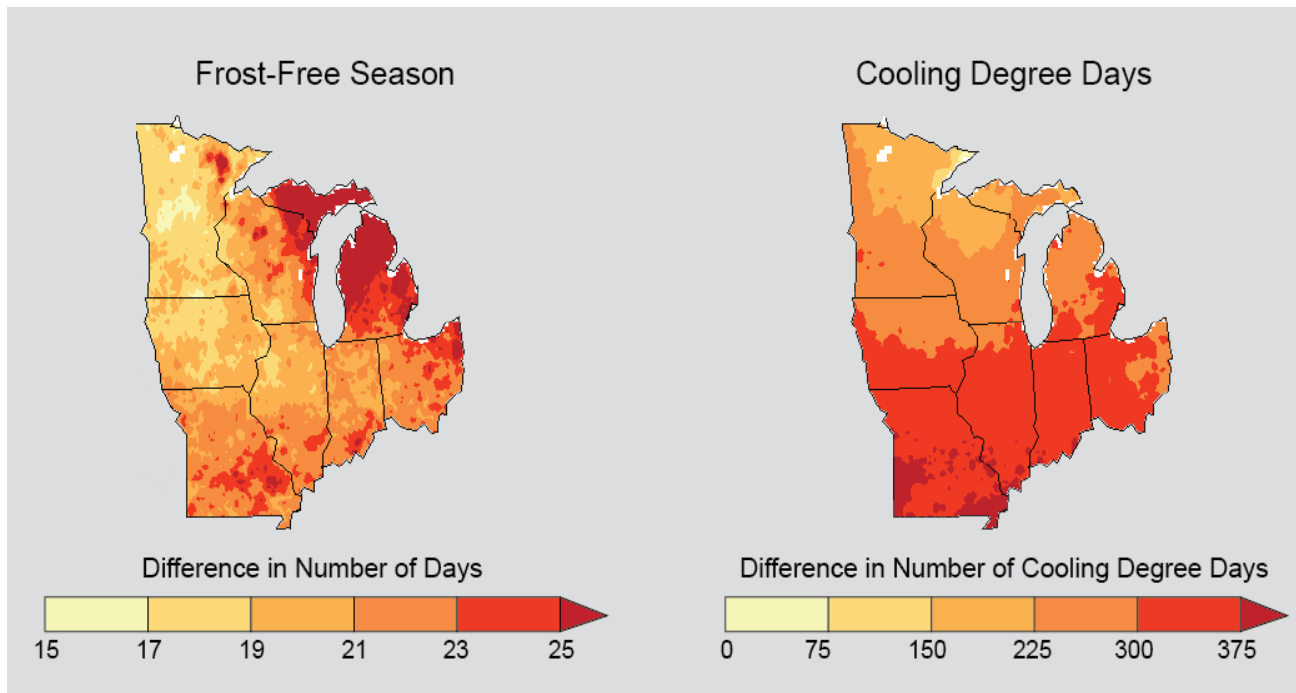 Frost-Free Season
Cooling Degree Days
Difference in Number of Days
15 17 19 21 23 25
Difference in Number of Cooling Degree Days
0 75 150 225 300 375